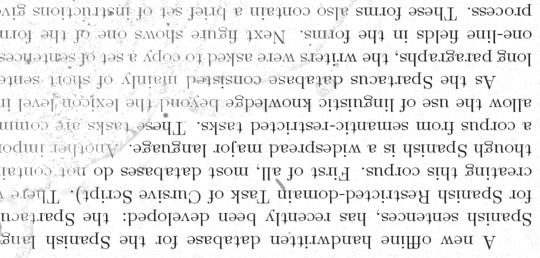 A new offline handwritten database for the Spanish lang
Spanish sentences, has recently been developed: the Spartacu
for Spanish Restricted-domain Task of Cursive Script). There
creating this corpus. First of all, most databases do not contai
though Spanish is a widespread major language. Another impor
a corpus from semantic-restricted tasks. These tasks are comm
allow the use of linguistic knowledge beyond the lexicon level i
As the Spartacus database consisted mainly of short sente
long paragraphs, the writers were asked to copy a set of sentences
one-line fields in the forms. Next figure shows one of the form
process. These forms also contain a brief set of instructions giv